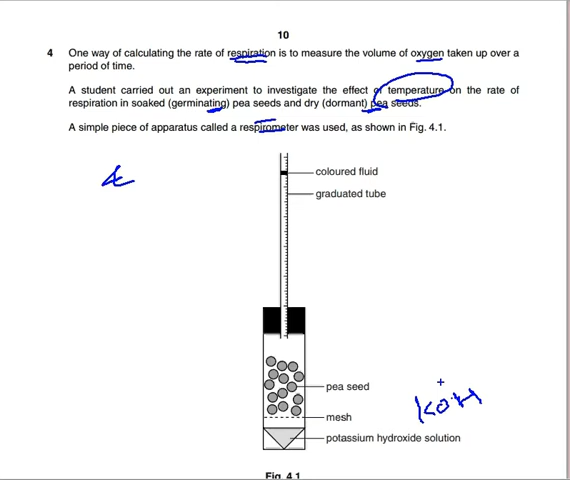 10
4 One way of calculating the rate of respiration is to measure the volume of oxygen taken up over a
period of time.
A student carried out an experiment to investigate the effect of temperature on the rate of
respiration in soaked (germinating) pea seeds and dry (dormant) pea seeds.
A simple piece of apparatus called a respirometer was used, as shown in Fig. 4.1.
coloured fluid
graduated tube
pea seed
KOH
mesh
potassium hydroxide solution
Fig. 4.1